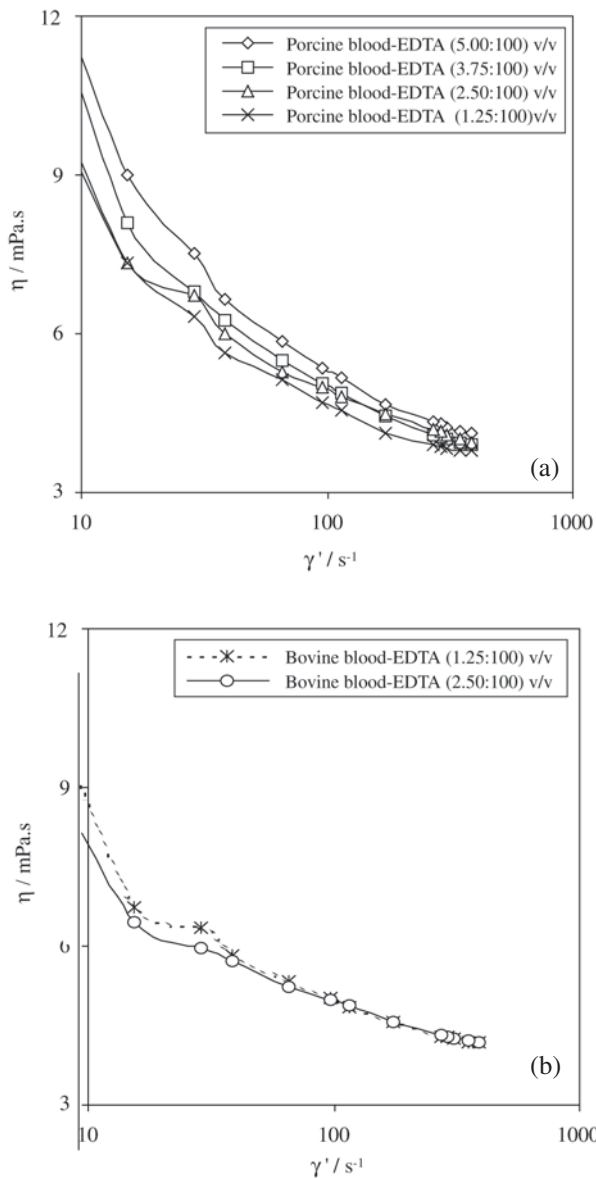 12
9
6
3
η / mPa.s
Porcine blood-EDTA (5.00:100) v/v
Porcine blood-EDTA (3.75:100) v/v
Porcine blood-EDTA (2.50:100) v/v
Porcine blood-EDTA (1.25:100)v/v
(a)
10 100 1000
γ' / s-1
12
9
6
3
η / mPa.s
Bovine blood-EDTA (1.25:100) v/v
Bovine blood-EDTA (2.50:100) v/v
(b)
10 100 1000
γ' / s-1